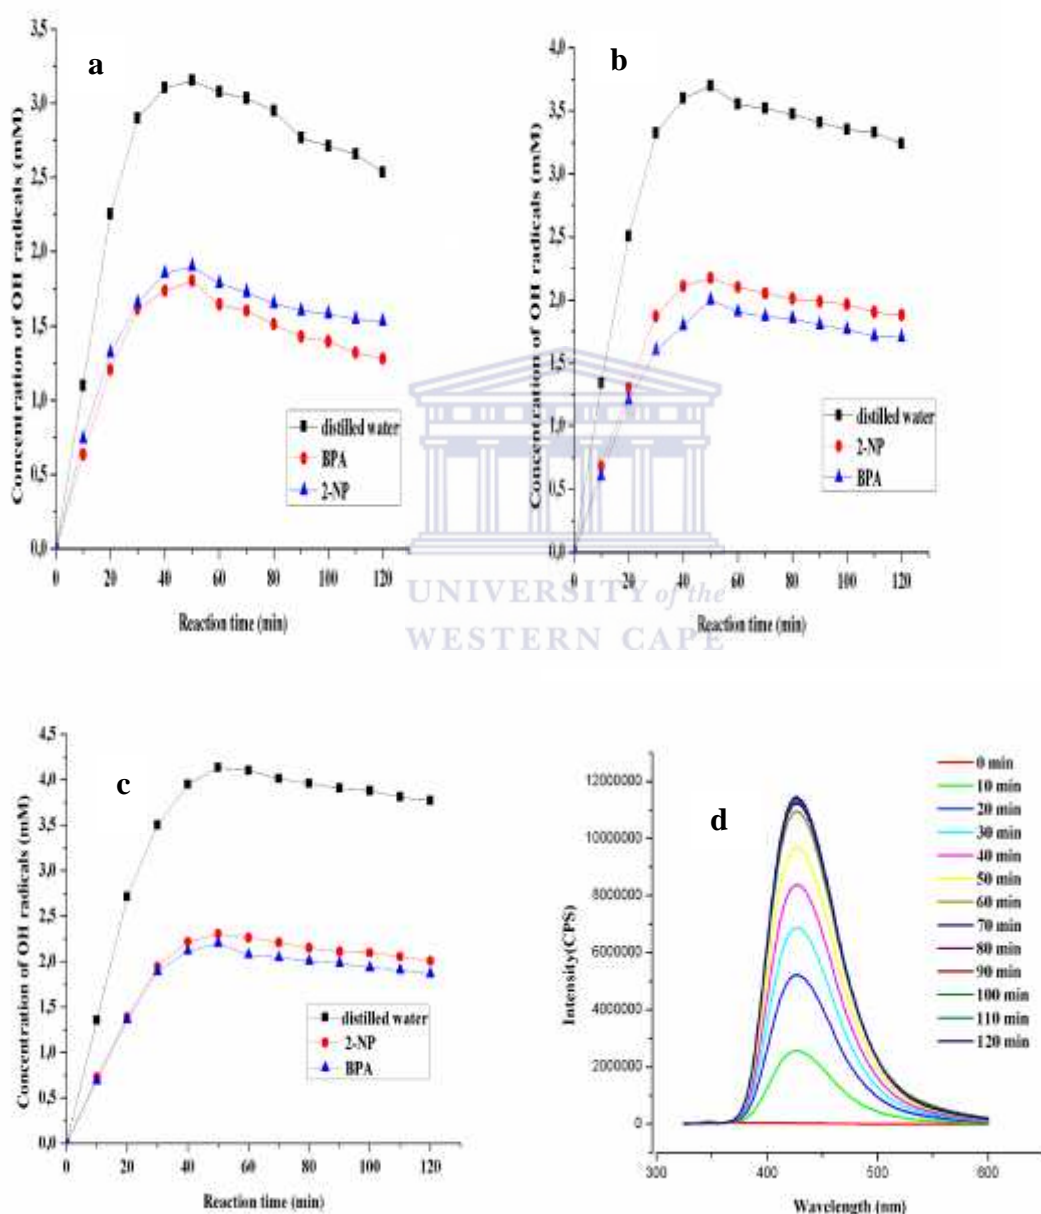 a
Concentration of OH radicals (mM)
3,5
3,0
2,5
2,0
1,5
1,0
0,5
0,0
distilled water
BPA
2-NP
0 20 40 60 80 100 120
Reaction time (min)
b
Concentration of OH radicals (mM)
4,0
3,5
3,0
2,5
2,0
1,5
1,0
0,5
0,0
distilled water
2-NP
BPA
0 20 40 60 80 100 120
Reaction time (min)
UNIVERSITY of the
WESTERN CAPE
c
Concentration of OH radicals (mM)
4,5
4,0
3,5
3,0
2,5
2,0
1,5
1,0
0,5
0,0
distilled water
2-NP
BPA
0 20 40 60 80 100 120
Reaction time (min)
d
Intensity(CPS)
12000000
10000000
8000000
6000000
4000000
2000000
0
0 min
10 min
20 min
30 min
40 min
50 min
60 min
70 min
80 min
90 min
100 min
110 min
120 min
300 400 500 600
Wavelength (nm)